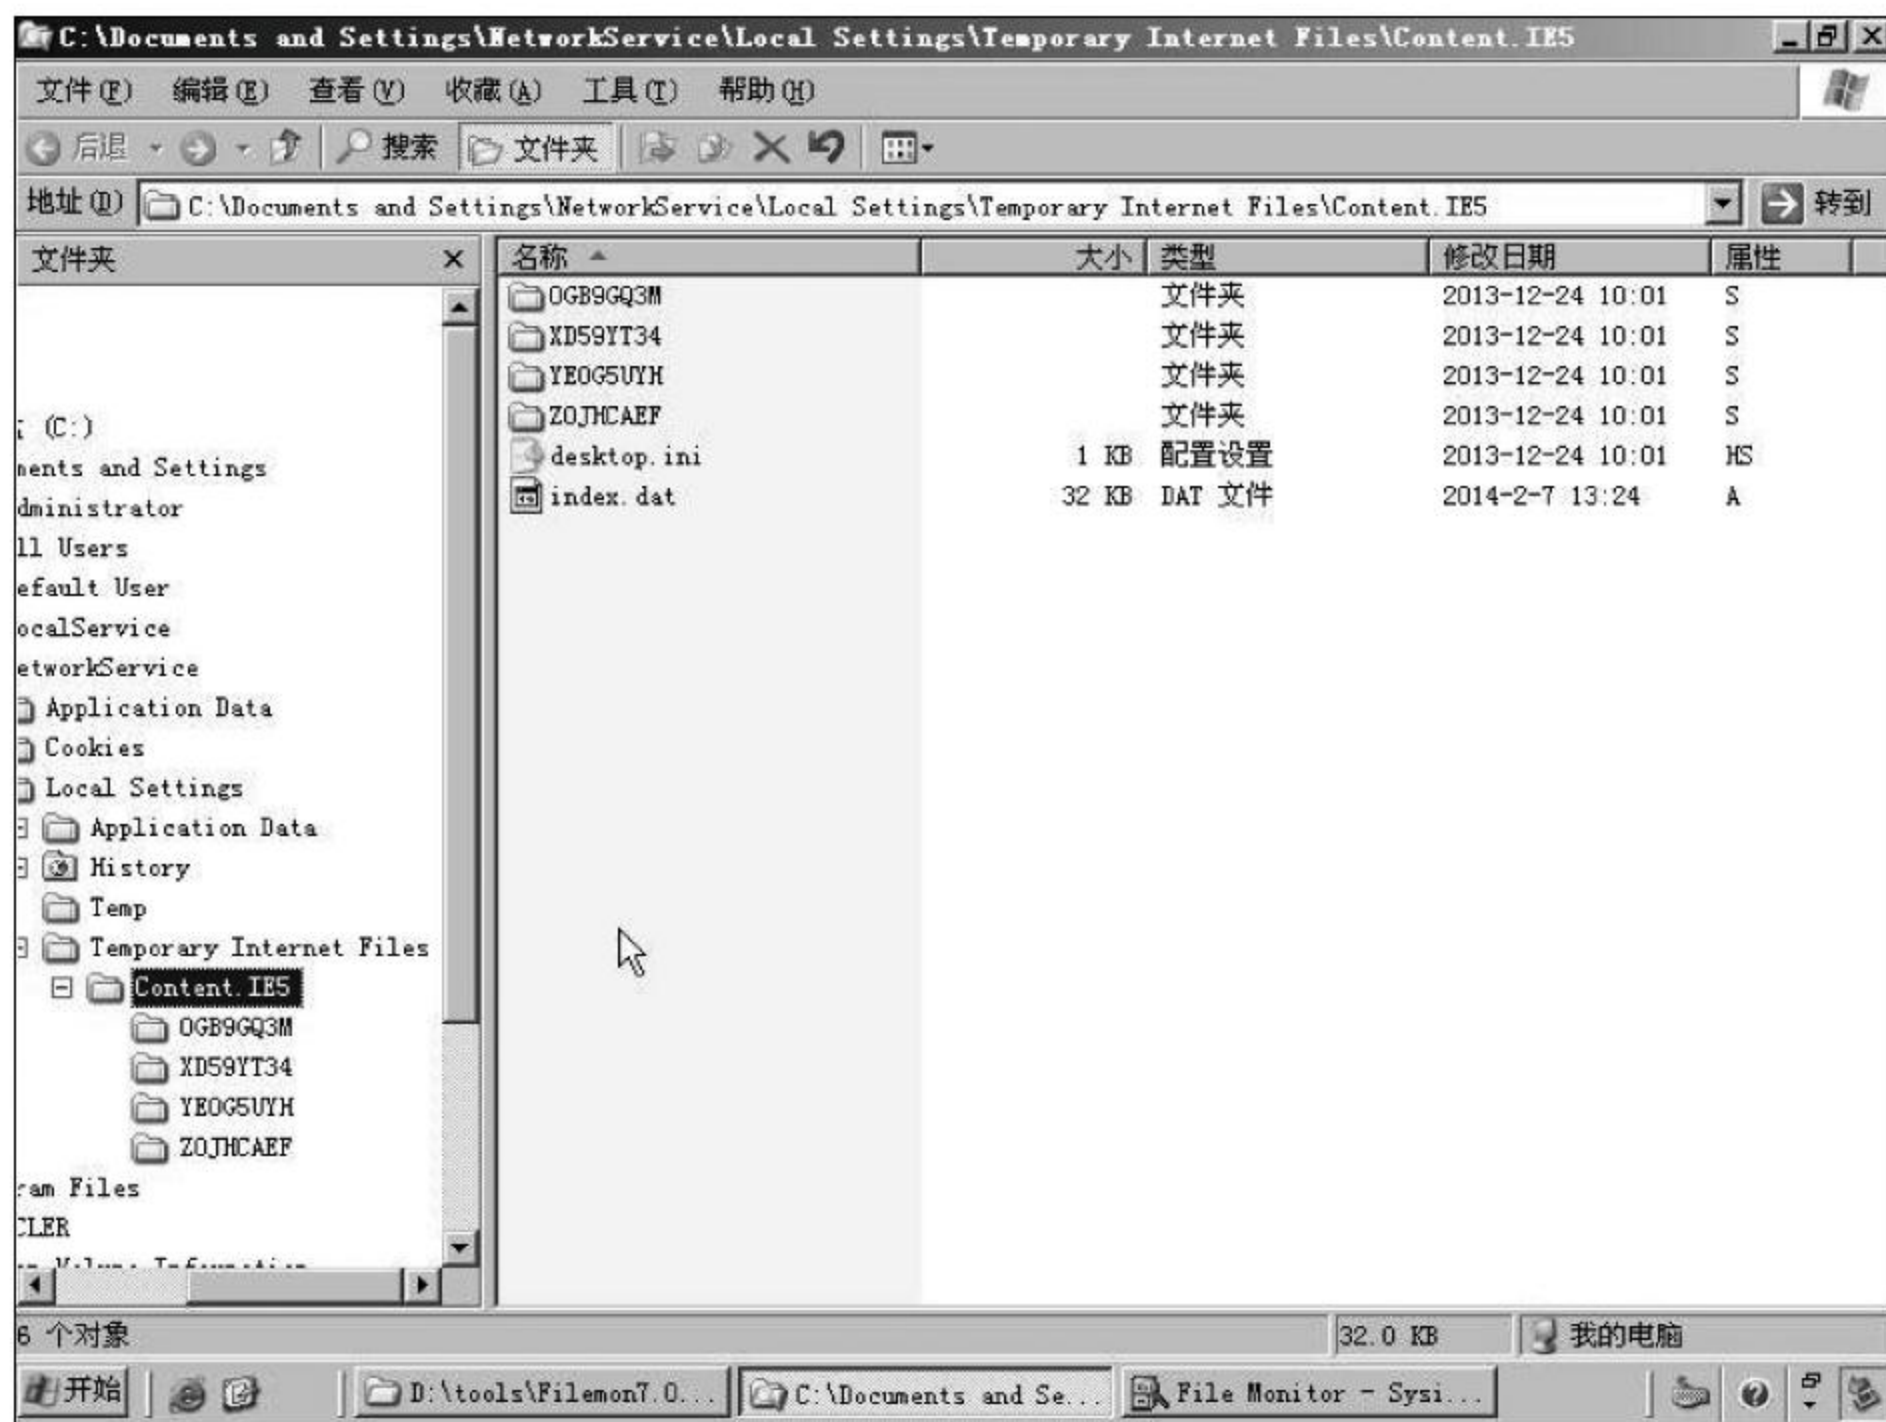 C:\Documents and Settings\NetworkService\Local Settings\Temporary Internet Files\Content.IE5
文件(F) 编辑(E) 查看(V) 收藏(A) 工具(T) 帮助(H)
后退 搜索 文件夹
地址(D) C:\Documents and Settings\NetworkService\Local Settings\Temporary Internet Files\Content.IE5 转到
文件夹
名称 大小 类型 修改日期 属性
OGB9GQ3M 文件夹 2013-12-24 10:01 S
XD59YT34 文件夹 2013-12-24 10:01 S
YEOG5UYH 文件夹 2013-12-24 10:01 S
ZOJHCAEF 文件夹 2013-12-24 10:01 S
desktop.ini 1 KB 配置设置 2013-12-24 10:01 HS
index.dat 32 KB DAT 文件 2014-2-7 13:24 A
(C:)
ments and Settings
dministrator
ll Users
efault User
ocalService
etworkService
Application Data
Cookies
Local Settings
Application Data
History
Temp
Temporary Internet Files
Content.IE5
OGB9GQ3M
XD59YT34
YEOG5UYH
ZOJHCAEF
ram Files
CLER
6 个对象 32.0 KB 我的电脑
开始 D:\tools\Filemon7.0... C:\Documents and Se... File Monitor - Sysi...